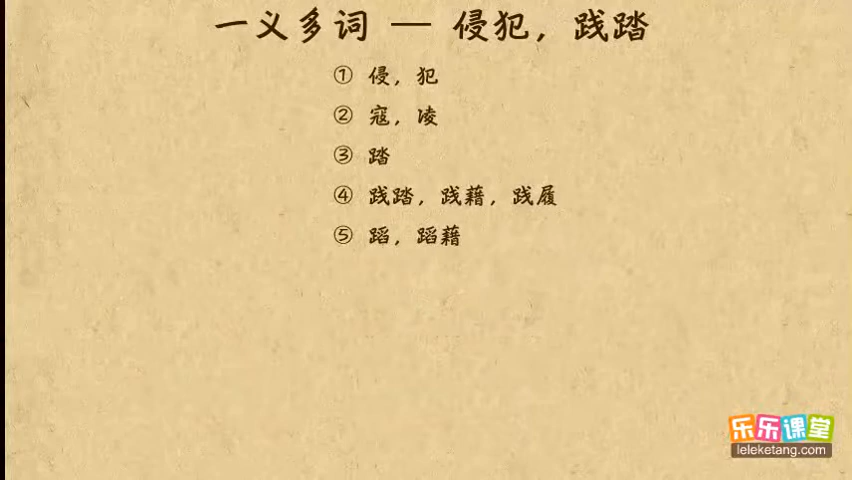 一义多词 — 侵犯，践踏
① 侵，犯
② 寇，凌
③ 踏
④ 践踏，践藉，践履
⑤ 蹈，蹈藉
乐乐课堂
leleketang.com